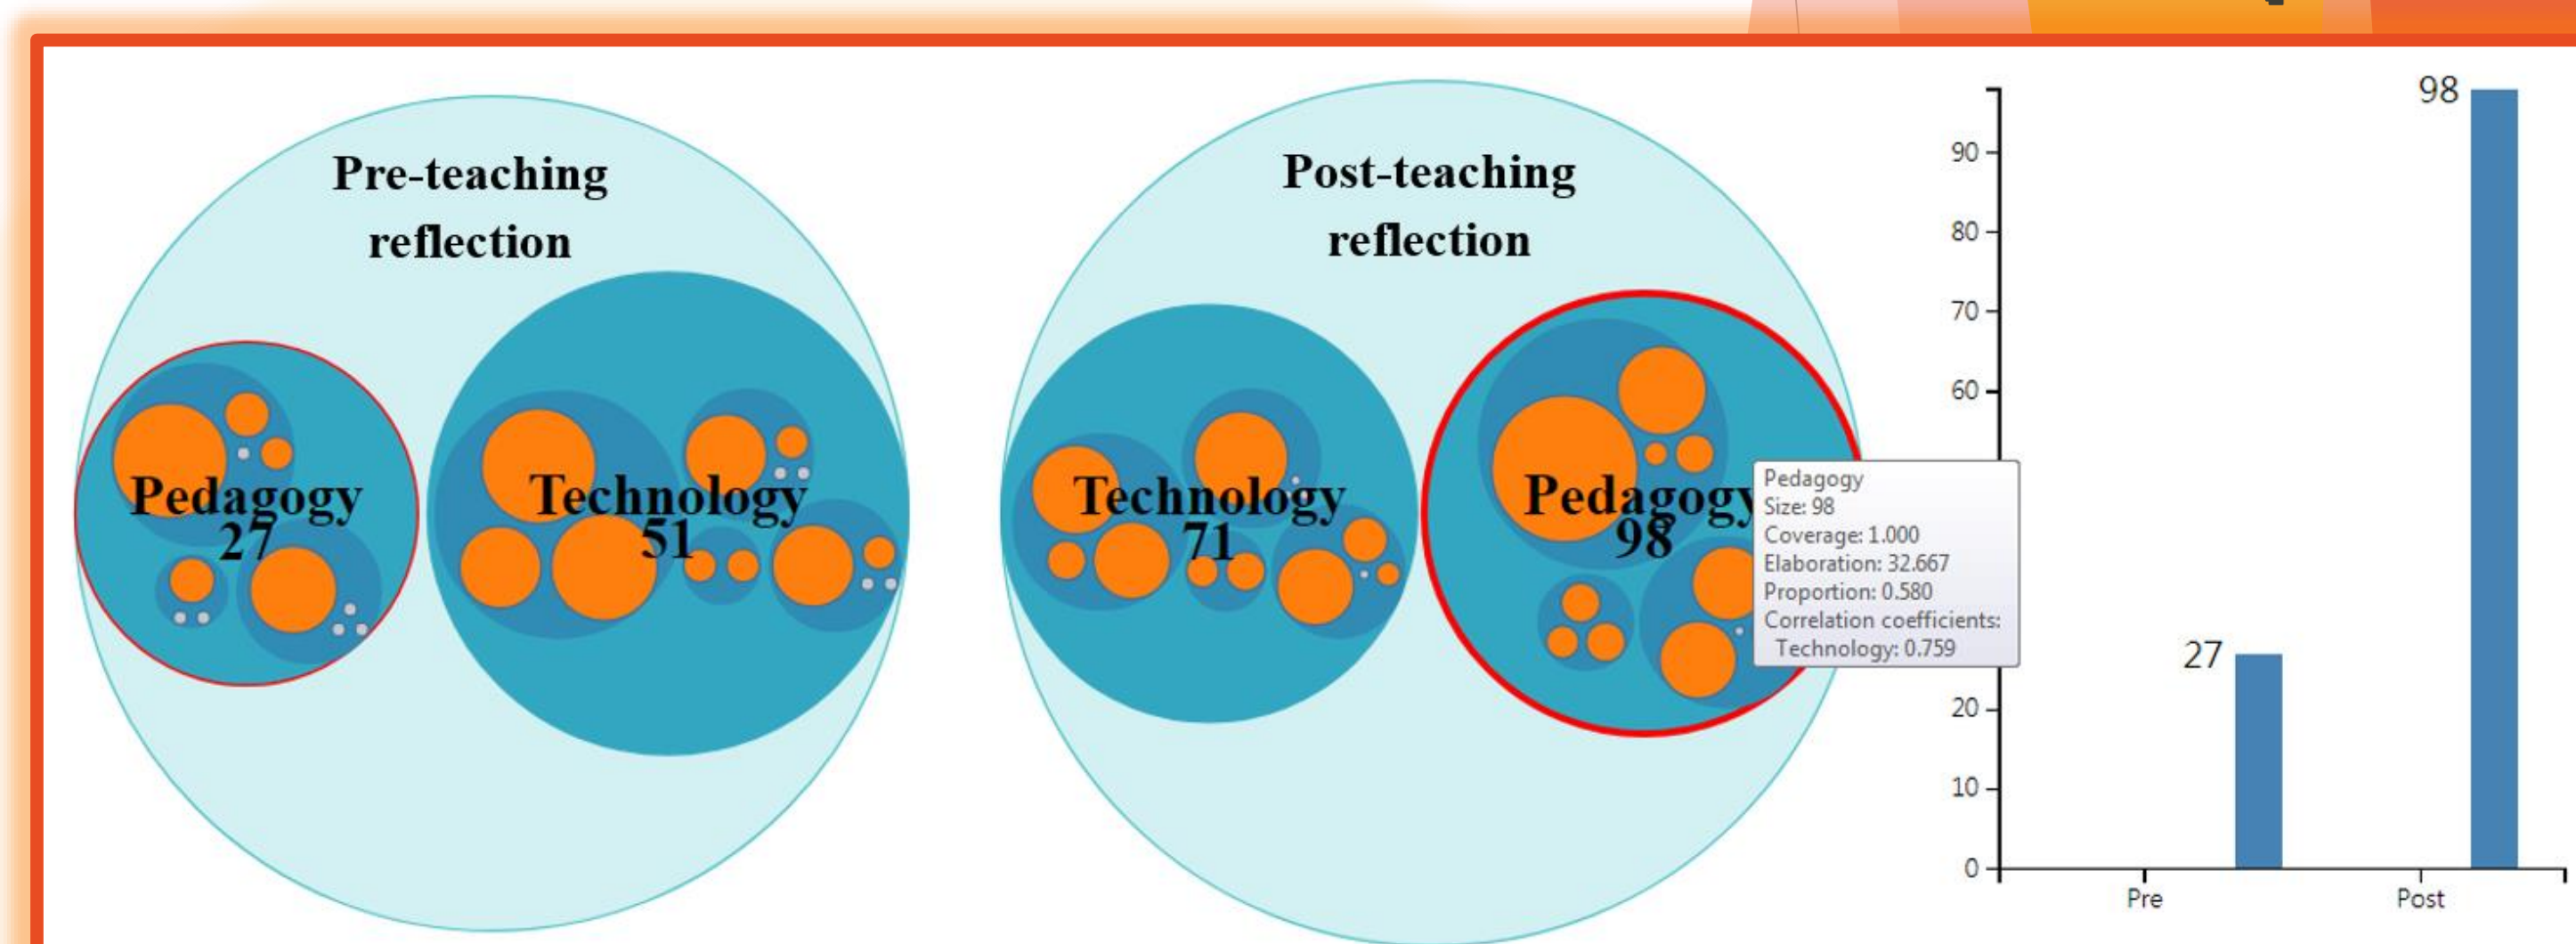 Pre-teaching
reflection
Pedagogy
27
Technology
51
Post-teaching
reflection
Technology
71
Pedagogy
98
Pedagogy
Size: 98
Coverage: 1.000
Elaboration: 32.667
Proportion: 0.580
Correlation coefficients:
Technology: 0.759
98
90
80
70
60
27
20
10
0
Pre
Post